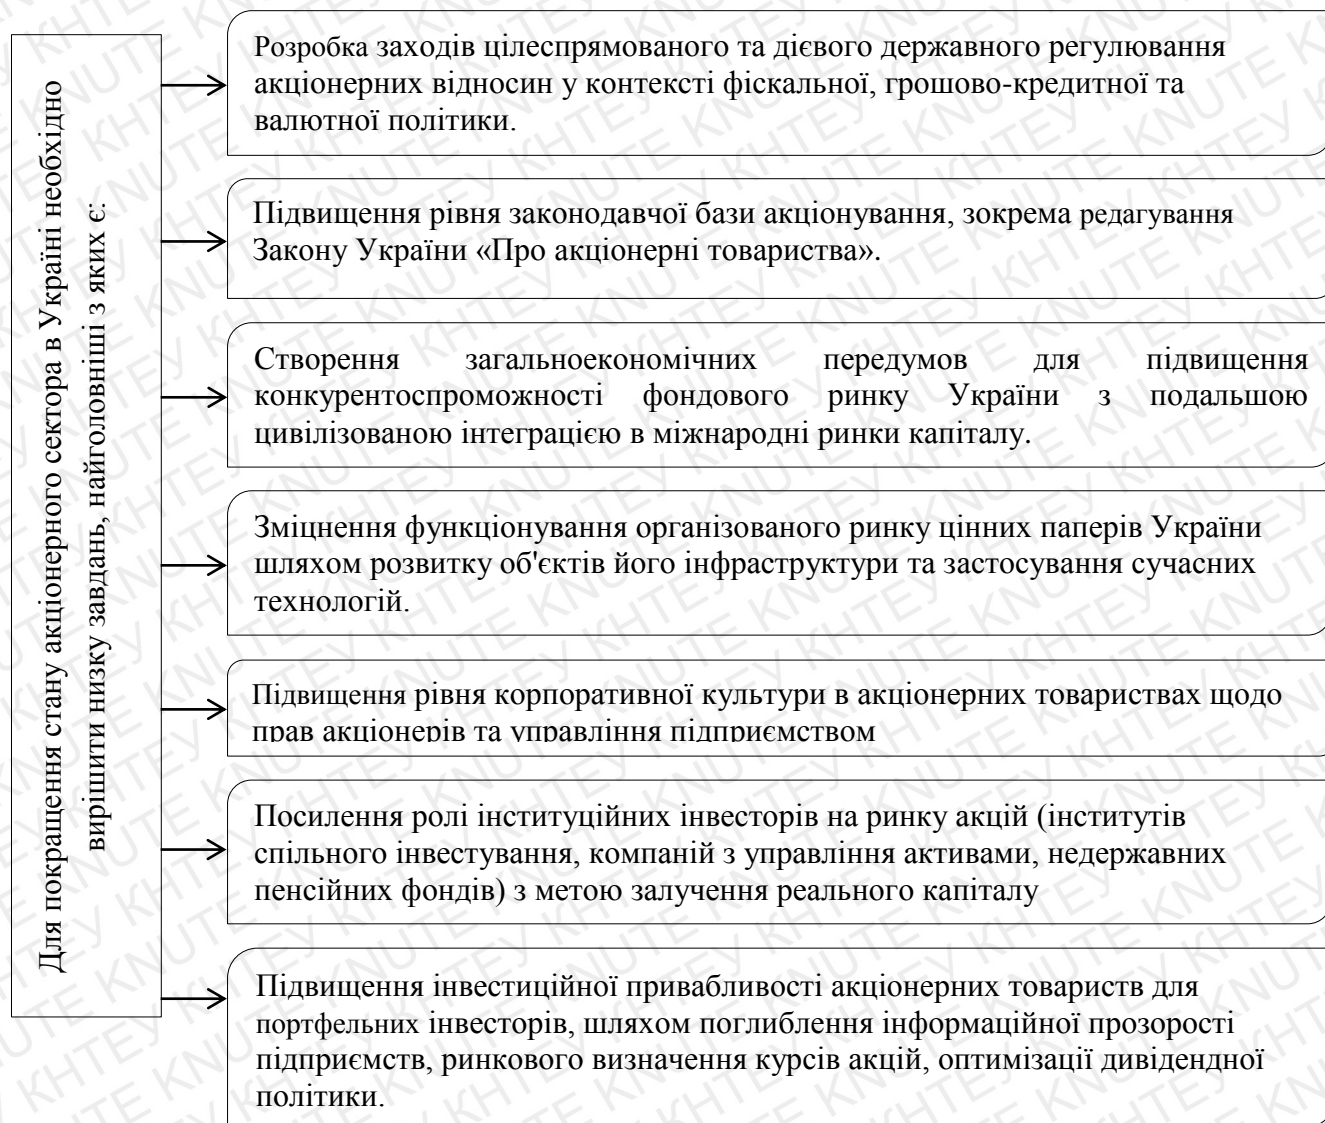 Для покращення стану акціонерного сектора в Україні необхідно
вирішити низку завдань, найголовніші з яких є:
Розробка заходів цілеспрямованого та дієвого державного регулювання
акціонерних відносин у контексті фіскальної, грошово-кредитної та
валютної політики.
Підвищення рівня законодавчої бази акціонування, зокрема редагування
Закону України «Про акціонерні товариства».
Створення загальноекономічних передумов для підвищення
конкурентоспроможності фондового ринку України з подальшою
цивілізованою інтеграцією в міжнародні ринки капіталу.
Зміцнення функціонування організованого ринку цінних паперів України
шляхом розвитку об'єктів його інфраструктури та застосування сучасних
технологій.
Підвищення рівня корпоративної культури в акціонерних товариствах щодо
прав акціонерів та управління підприємством
Посилення ролі інституційних інвесторів на ринку акцій (інститутів
спільного інвестування, компаній з управління активами, недержавних
пенсійних фондів) з метою залучення реального капіталу
Підвищення інвестиційної привабливості акціонерних товариств для
портфельних інвесторів, шляхом поглиблення інформаційної прозорості
підприємств, ринкового визначення курсів акцій, оптимізації дивідендної
політики.